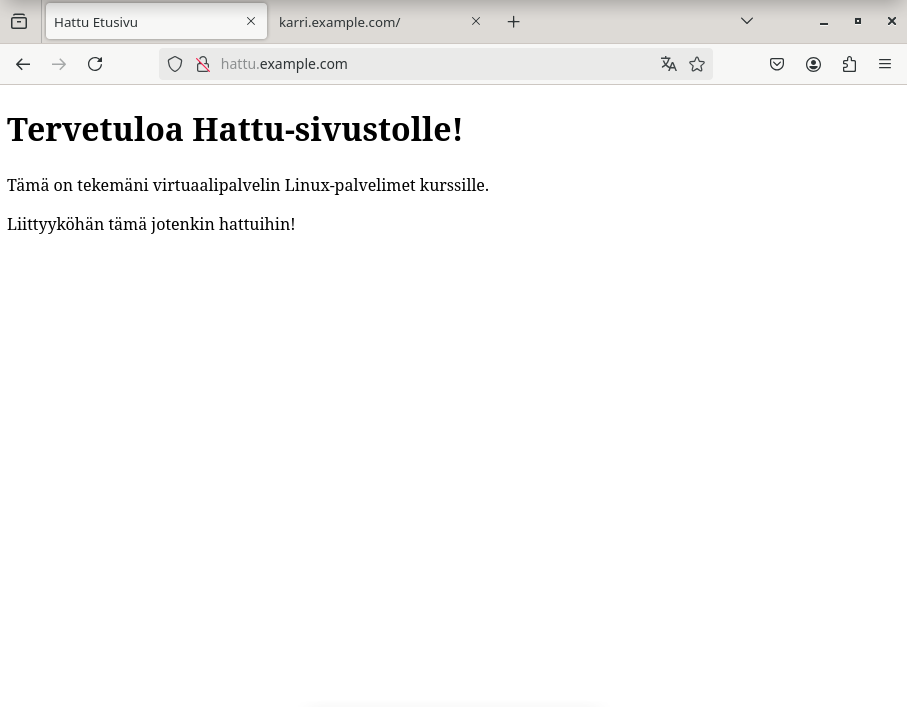 Hattu Etusivu
karri.example.com/
hattu.example.com
Tervetuloa Hattu-sivustolle!
Tämä on tekemäni virtuaalipalvelin Linux-palvelimet kurssille.
Liittyyköhän tämä jotenkin hattuihin!